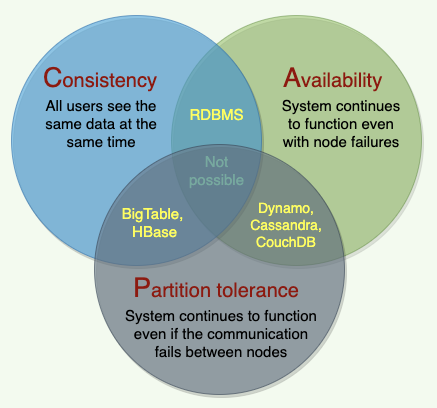 Consistency
All users see the
same data at the
same time
Availability
System continues
to function even
with node failures
RDBMS
Not
possible
BigTable,
HBase
Dynamo,
Cassandra,
CouchDB
Partition tolerance
System continues to function
even if the communication
fails between nodes